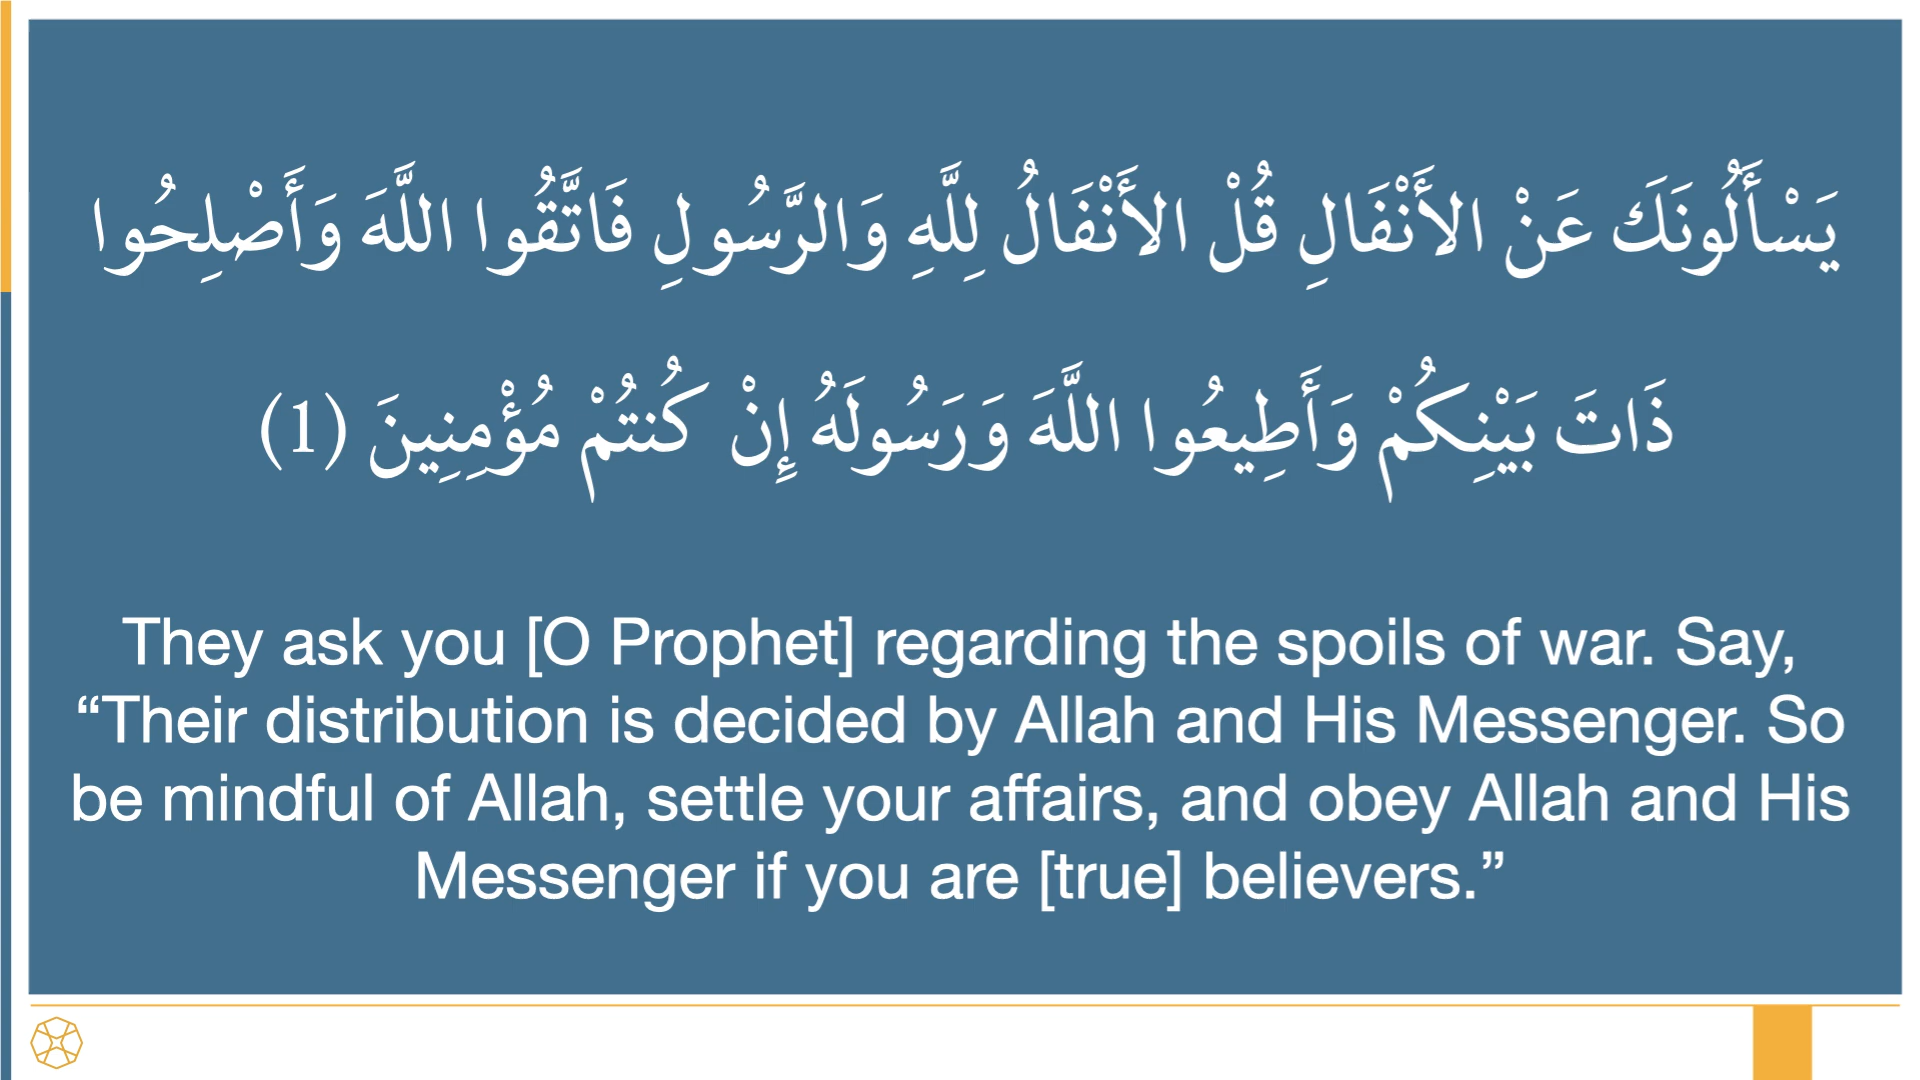 يَسْأَلُونَكَ عَنْ الأَنْفَالِ قُلْ الأَنْفَالُ لِلَّهِ وَالرَّسُولِ فَاتَّقُوا اللَّهَ وَأَصْلِحُوا
ذَاتَ بَيْنِكُمْ وَأَطِيعُوا اللَّهَ وَرَسُولَهُ إِنْ كُنتُمْ مُؤْمِنِينَ (1)
They ask you [O Prophet] regarding the spoils of war. Say,
“Their distribution is decided by Allah and His Messenger. So
be mindful of Allah, settle your affairs, and obey Allah and His
Messenger if you are [true] believers.”